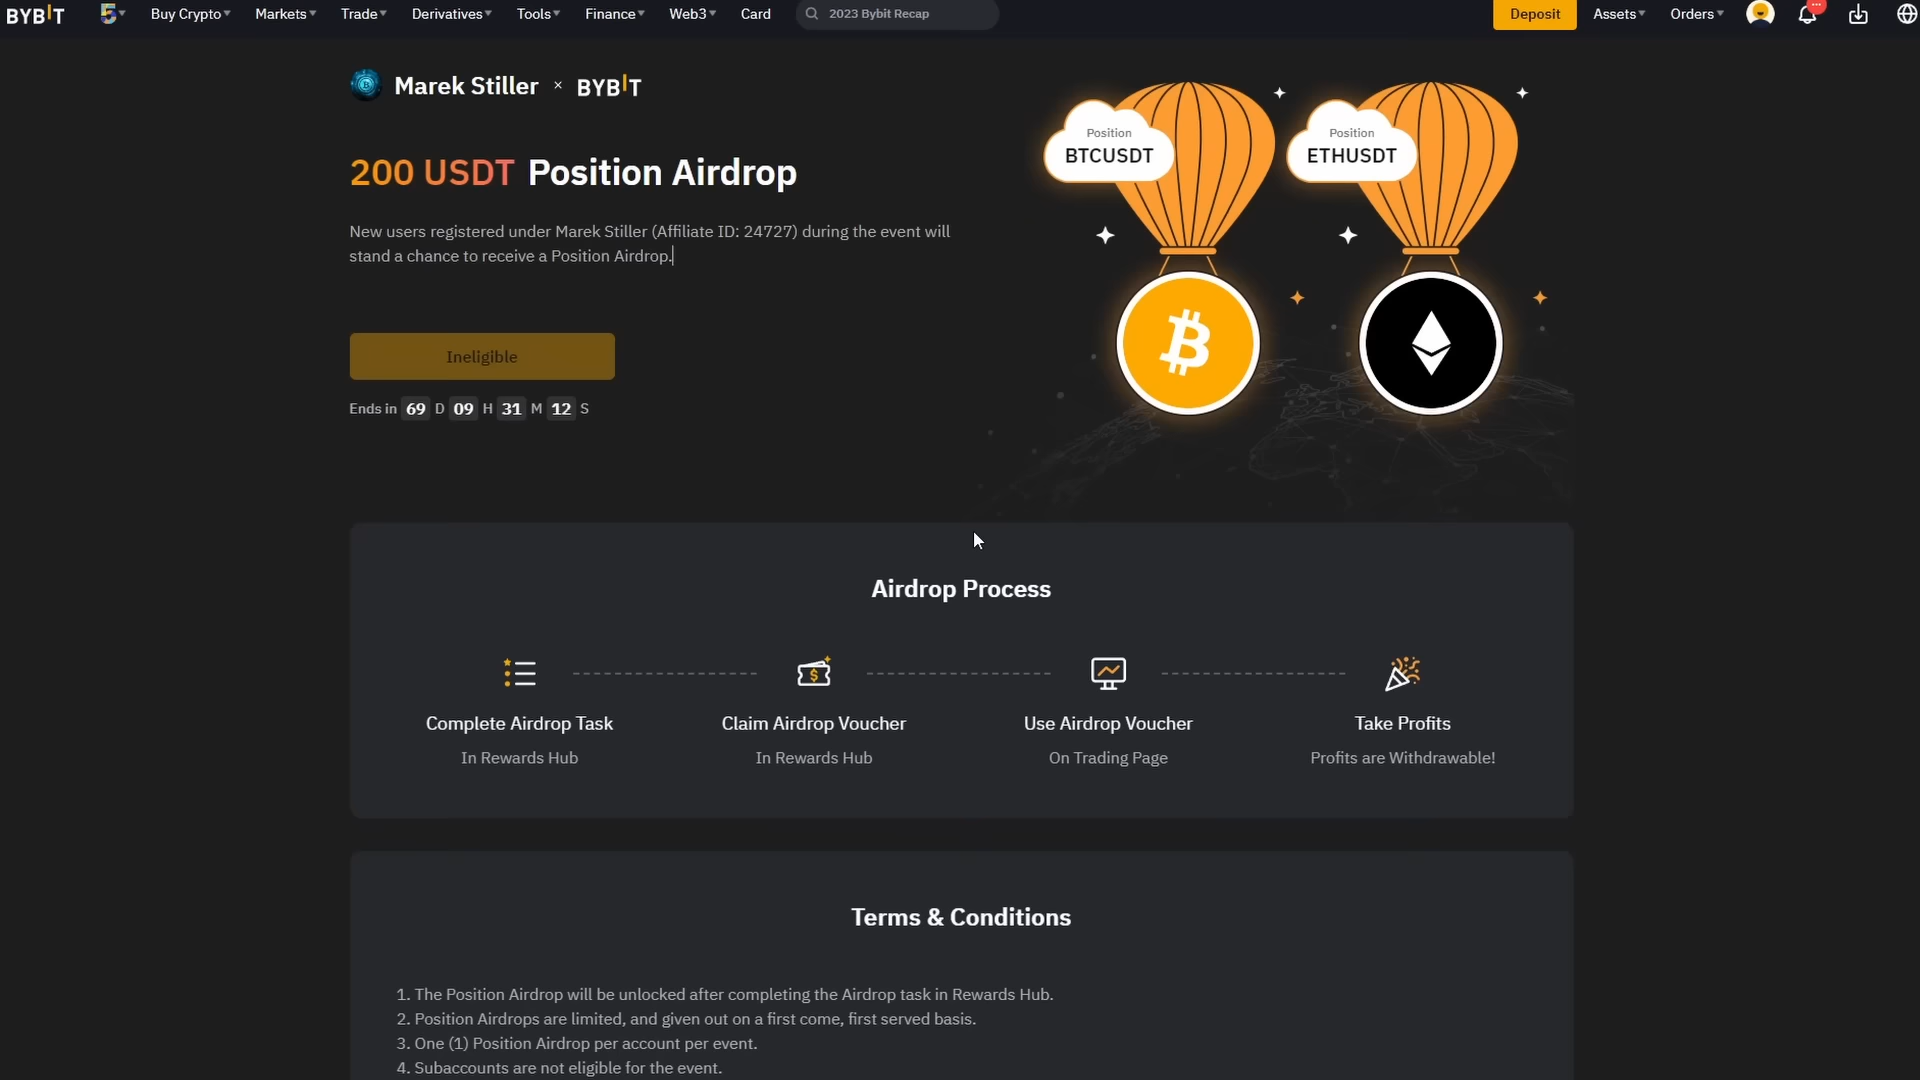 BYBIT
Buy Crypto
Markets
Trade
Derivatives
Tools
Finance
Web3
Card
2023 Bybit Recap
Deposit
Assets
Orders
Marek Stiller × BYBIT
200 USDT Position Airdrop
New users registered under Marek Stiller (Affiliate ID: 24727) during the event will
stand a chance to receive a Position Airdrop.
Ineligible
Ends in 69 D 09 H 31 M 12 S
Position
BTCUSDT
Position
ETHUSDT
Airdrop Process
Complete Airdrop Task
In Rewards Hub
Claim Airdrop Voucher
In Rewards Hub
Use Airdrop Voucher
On Trading Page
Take Profits
Profits are Withdrawable!
Terms & Conditions
1. The Position Airdrop will be unlocked after completing the Airdrop task in Rewards Hub.
2. Position Airdrops are limited, and given out on a first come, first served basis.
3. One (1) Position Airdrop per account per event.
4. Subaccounts are not eligible for the event.